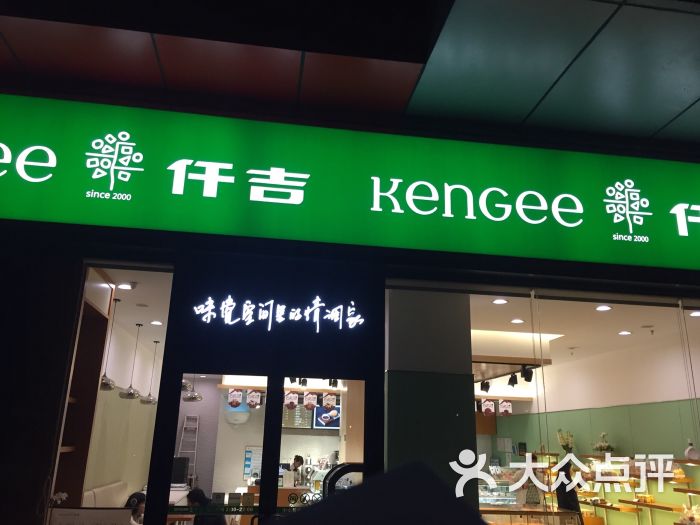 ee
since 2000
仟吉
KenGee
since 2000
仟
味觉空间里的情调家
大众点评